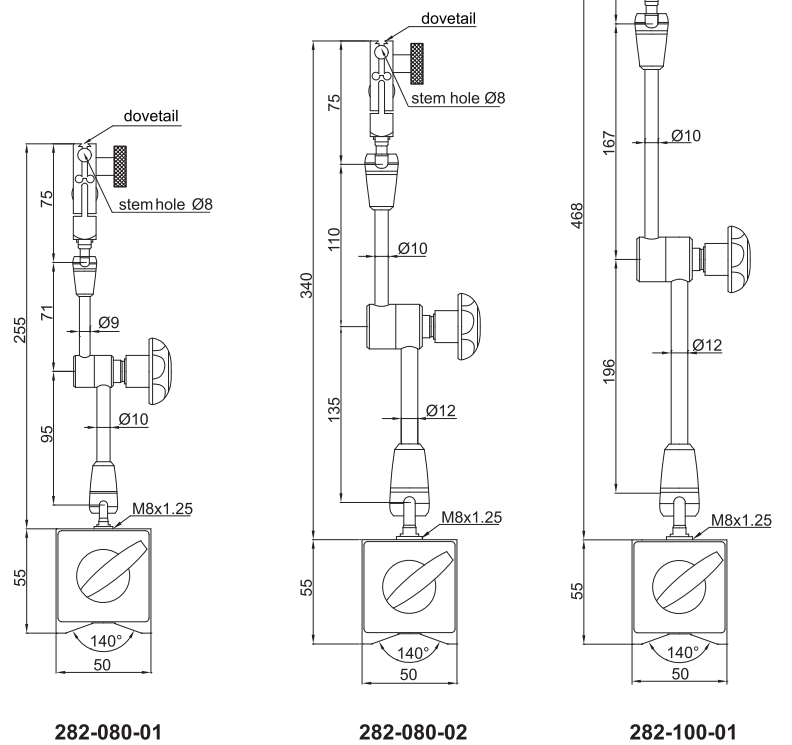 dovetail
75
stem hole Ø8
255
71
Ø9
95
Ø10
M8x1.25
55
140°
50
282-080-01
dovetail
75
stem hole Ø8
340
110
Ø10
135
Ø12
M8x1.25
55
140°
50
282-080-02
468
167
Ø10
196
Ø12
M8x1.25
55
140°
50
282-100-01